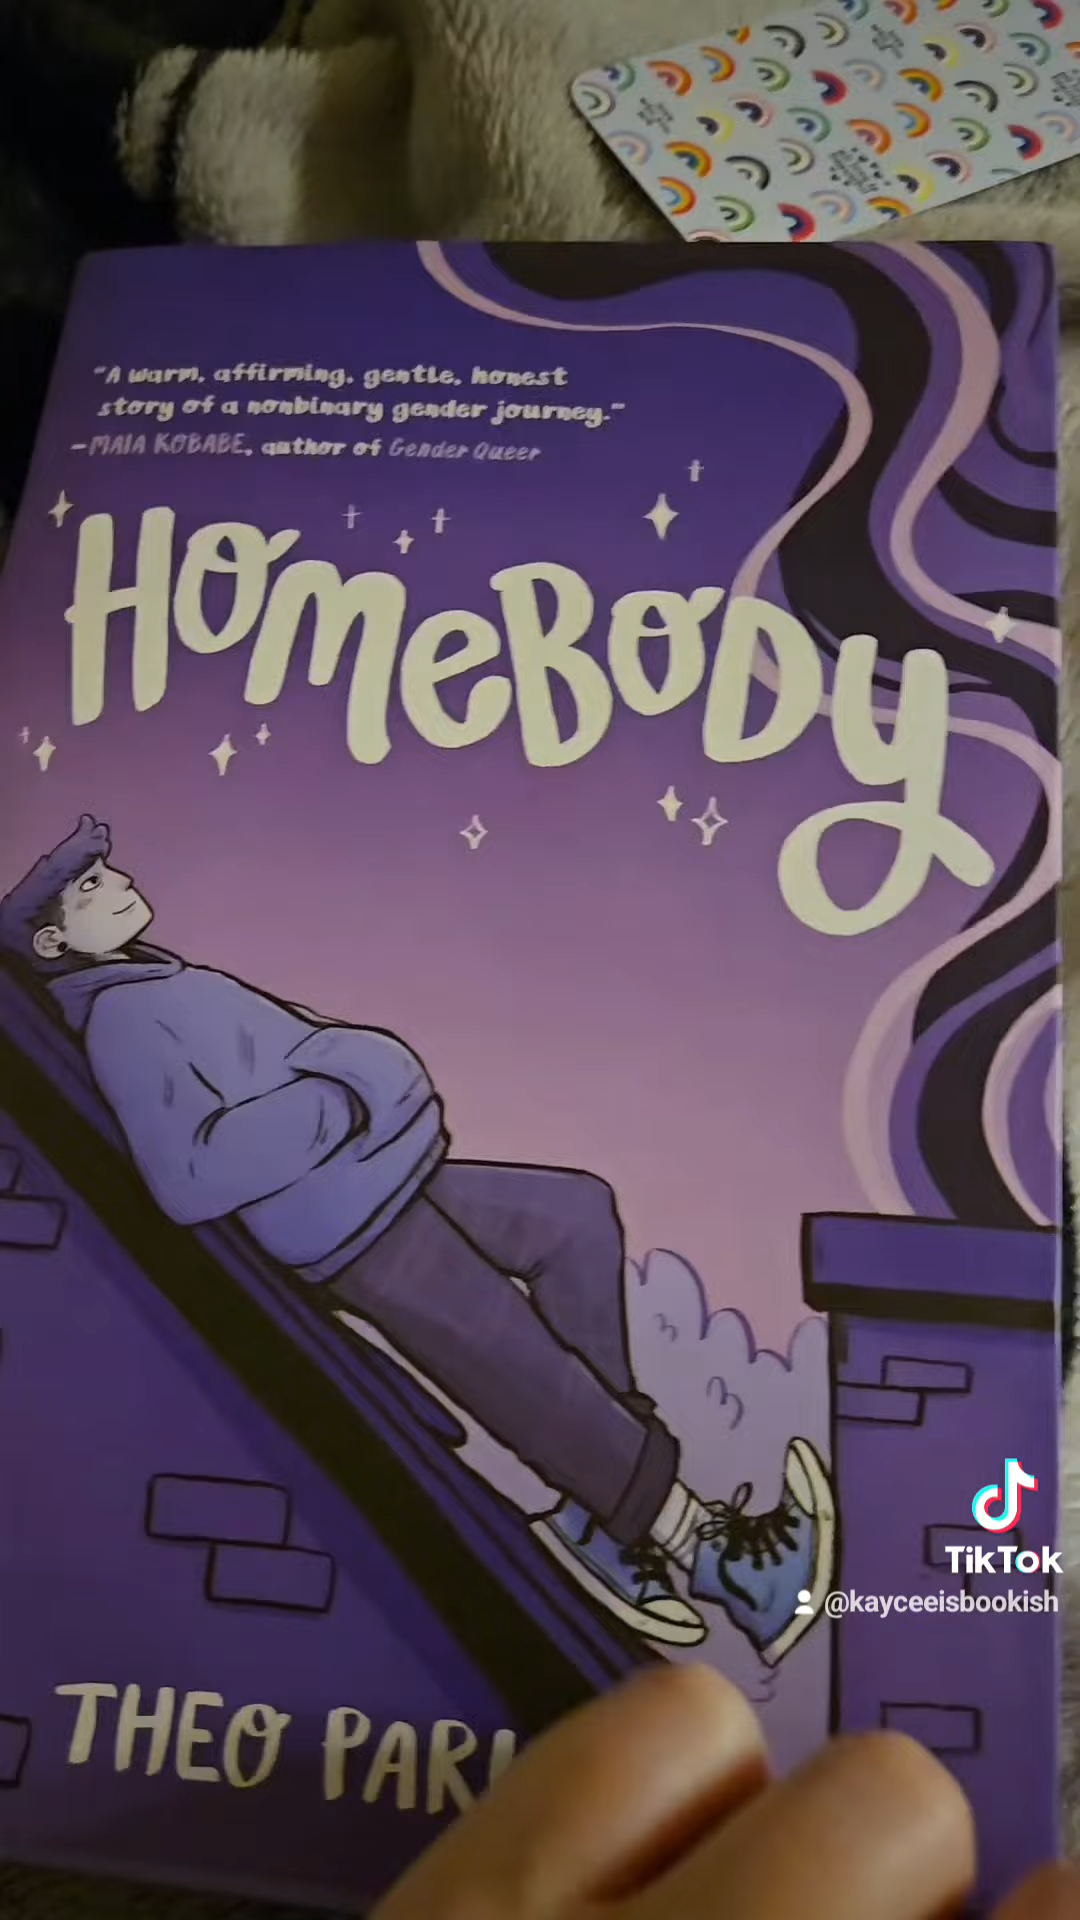 "A warm, affirming, gentle, honest
story of a nonbinary gender journey."
—MAIA KOBABE, author of Gender Queer
HOMEBODY
THEO PAR
TikTok
@kayceeisbookish